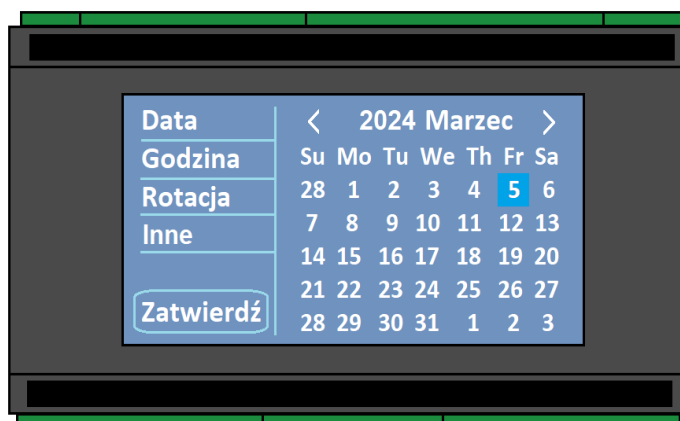 Data
Godzina
Rotacja
Inne
Zatwierdź
< 2024 Marzec >
Su Mo Tu We Th Fr Sa
28 1 2 3 4 5 6
7 8 9 10 11 12 13
14 15 16 17 18 19 20
21 22 23 24 25 26 27
28 29 30 31 1 2 3